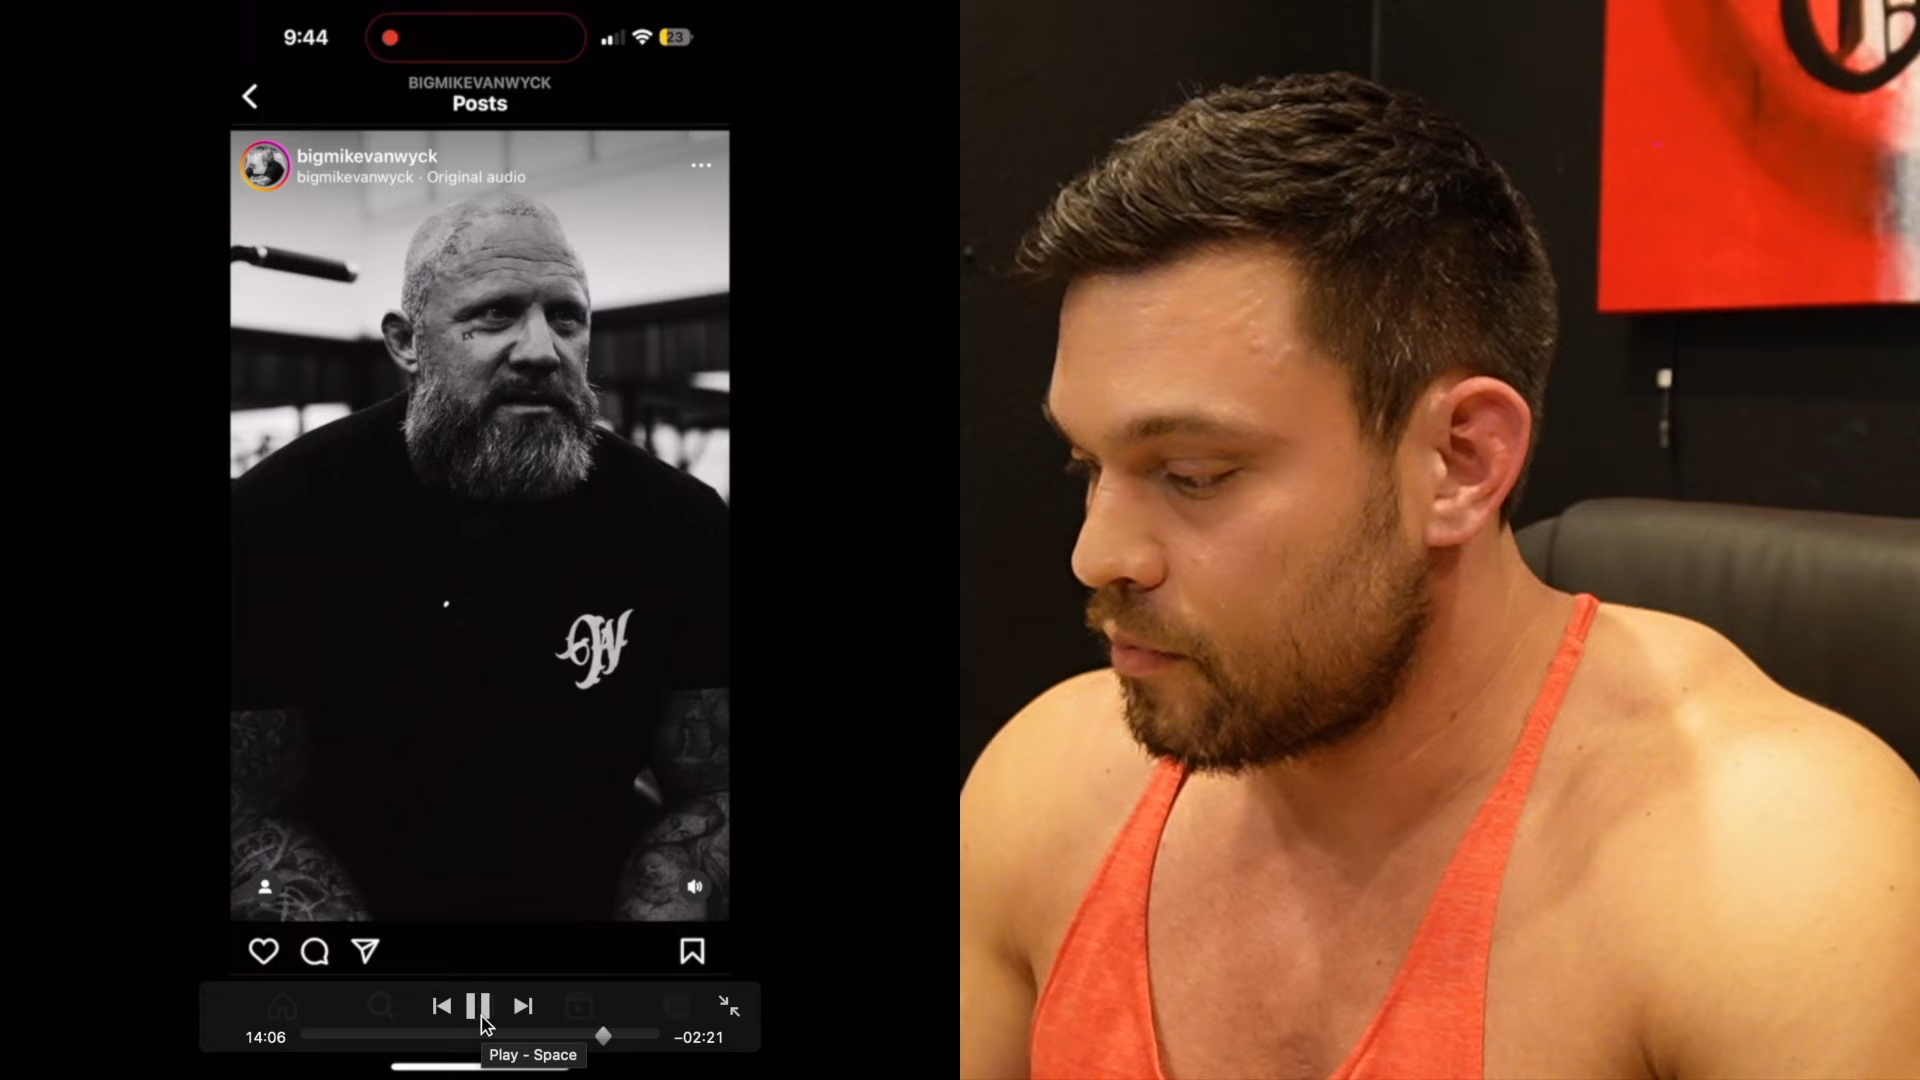 9:44
23
BIGMIKEVANWYCK
Posts
bigmikevanwyck
bigmikevanwyck · Original audio
W
14:06
–02:21
Play – Space